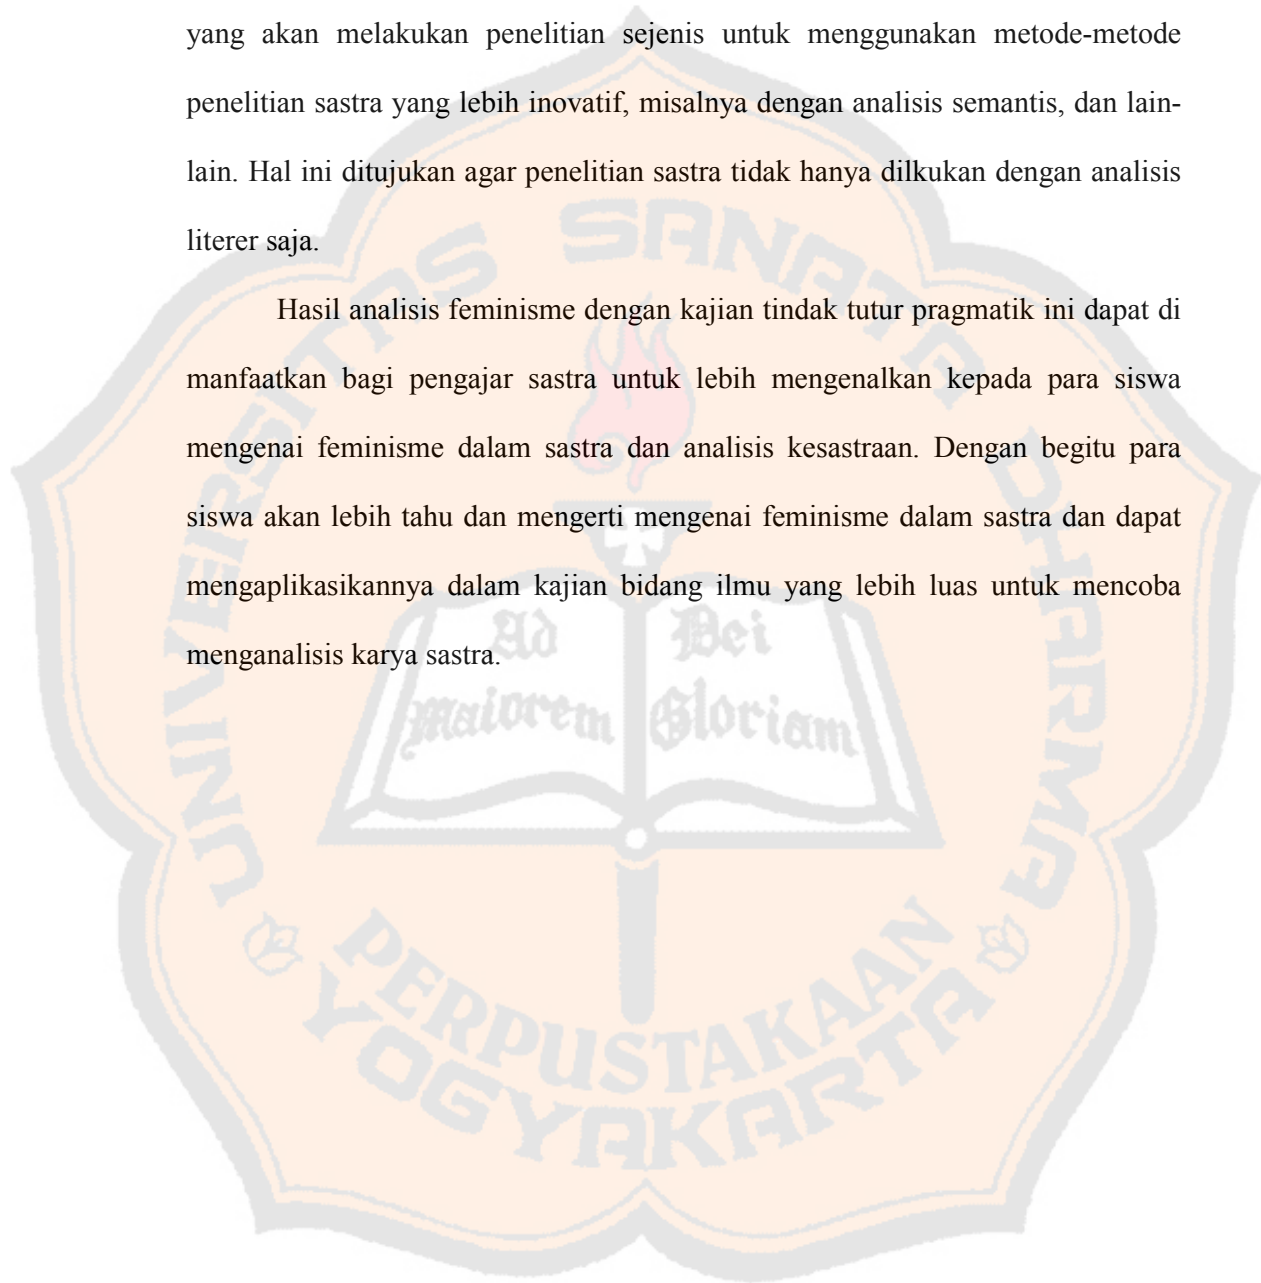 yang akan melakukan penelitian sejenis untuk menggunakan metode-metode
penelitian sastra yang lebih inovatif, misalnya dengan analisis semantis, dan lain-
lain. Hal ini ditujukan agar penelitian sastra tidak hanya dilkukan dengan analisis
literer saja.
Hasil analisis feminisme dengan kajian tindak tutur pragmatik ini dapat di
manfaatkan bagi pengajar sastra untuk lebih mengenalkan kepada para siswa
mengenai feminisme dalam sastra dan analisis kesastraan. Dengan begitu para
siswa akan lebih tahu dan mengerti mengenai feminisme dalam sastra dan dapat
mengaplikasikannya dalam kajian bidang ilmu yang lebih luas untuk mencoba
menganalisis karya sastra.
UNIVERSITAS SANATA DHARMA
Ad
maiorem
Dei
Gloriam
PERPUSTAKAAN
YOGYAKARTA